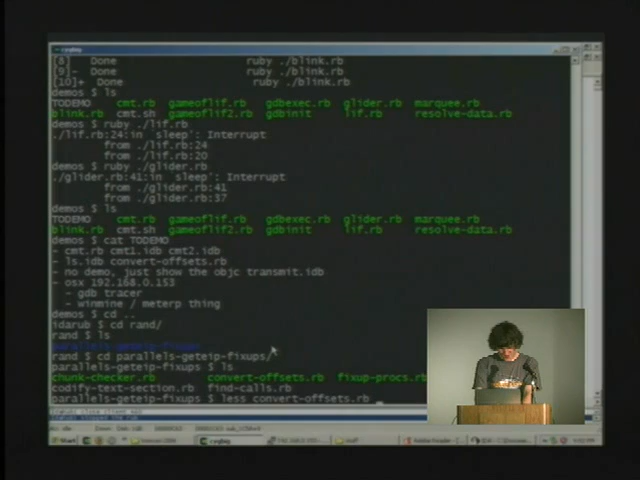 [8]   Done                    ruby ./blink.rb
[9]-  Done                    ruby ./blink.rb
[10]+  Done                    ruby ./blink.rb
demos $ ls
TODEMO    cmt.rb  gameoflif.rb   gdbexec.rb  glider.rb  marquee.rb
blink.rb  cmt.sh  gameoflif2.rb  gdbinit     lif.rb     resolve-data.rb
demos $ ruby ./lif.rb
./lif.rb:24:in `sleep': Interrupt
        from ./lif.rb:24
        from ./lif.rb:20
demos $ ruby ./glider.rb
./glider.rb:41:in `sleep': Interrupt
        from ./glider.rb:41
        from ./glider.rb:37
demos $ ls
TODEMO    cmt.rb  gameoflif.rb   gdbexec.rb  glider.rb  marquee.rb
blink.rb  cmt.sh  gameoflif2.rb  gdbinit     lif.rb     resolve-data.rb
demos $ cat TODEMO
- cmt.rb cmt1.idb cmt2.idb
- ls.idb convert-offsets.rb
- no demo, just show the objc transmit.idb
- osx 192.168.0.153
  - gdb tracer
  - winmine / meterp thing
demos $ cd ..
idarub $ cd rand/
rand $ ls
parallels-geteip-fixups
rand $ cd parallels-geteip-fixups/
parallels-geteip-fixups $ ls
chunk-checker.rb         convert-offsets.rb  fixup-procs.rb
codify-text-section.rb  find-calls.rb
parallels-geteip-fixups $ less convert-offsets.rb
Start